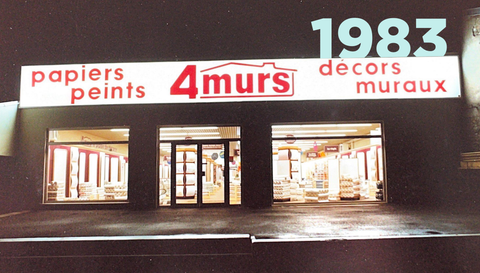 1983
papiers
peints
4murs
décors
muraux